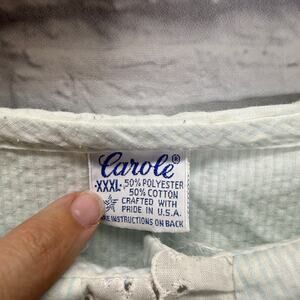 Carole®
·XXXL·
50% POLYESTER
50% COTTON
CRAFTED WITH
PRIDE IN U.S.A.
INSTRUCTIONS ON BACK